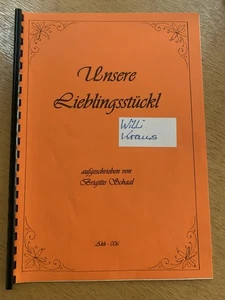 Unsere
Lieblingsstückl
Willi
Kraus
aufgeschrieben von
Brigitte Schaal